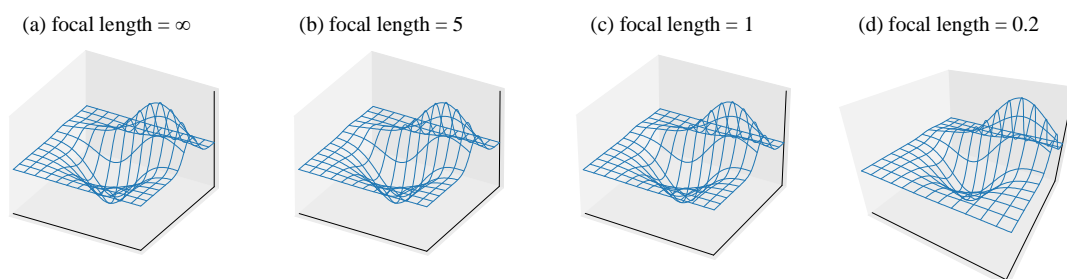 (a) focal length = ∞
(b) focal length = 5
(c) focal length = 1
(d) focal length = 0.2